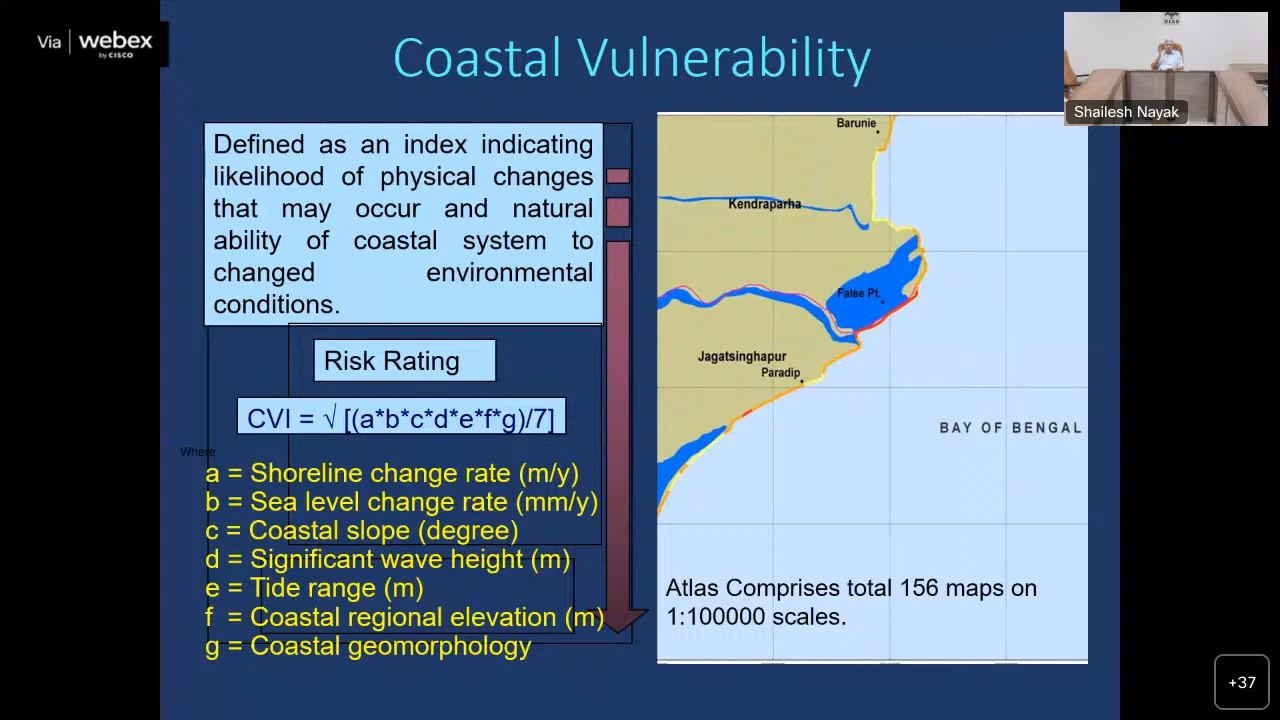 Via webex
by CISCO
Coastal Vulnerability
Shailesh Nayak
Defined as an index indicating
likelihood of physical changes
that may occur and natural
ability of coastal system to
changed environmental
conditions.
Risk Rating
CVI = √ [(a*b*c*d*e*f*g)/7]
Where
a = Shoreline change rate (m/y)
b = Sea level change rate (mm/y)
c = Coastal slope (degree)
d = Significant wave height (m)
e = Tide range (m)
f = Coastal regional elevation (m)
g = Coastal geomorphology
Barunie
Kendraparha
False Pt.
Jagatsinghapur
Paradip
BAY OF BENGAL
Atlas Comprises total 156 maps on
1:100000 scales.
+37